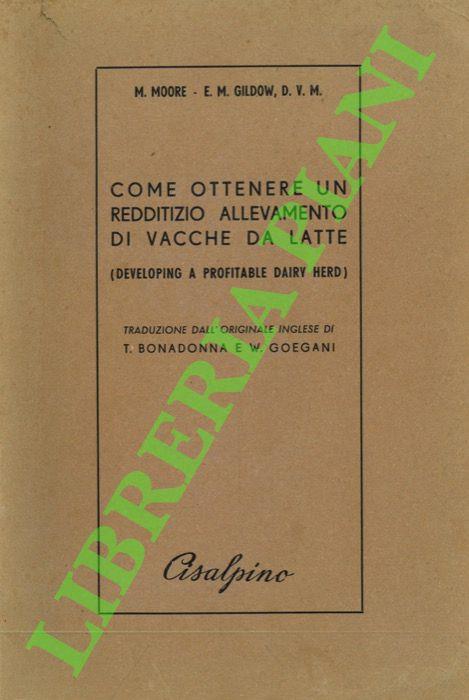 M. MOORE - E. M. GILDOW, D. V. M.
COME OTTENERE UN
REDDITIZIO ALLEVAMENTO
DI VACCHE DA LATTE
(DEVELOPING A PROFITABLE DAIRY HERD)
TRADUZIONE DALL'ORIGINALE INGLESE DI
T. BONADONNA E W. GOEGANI
Cisalpino
LIBRERIA PIANI